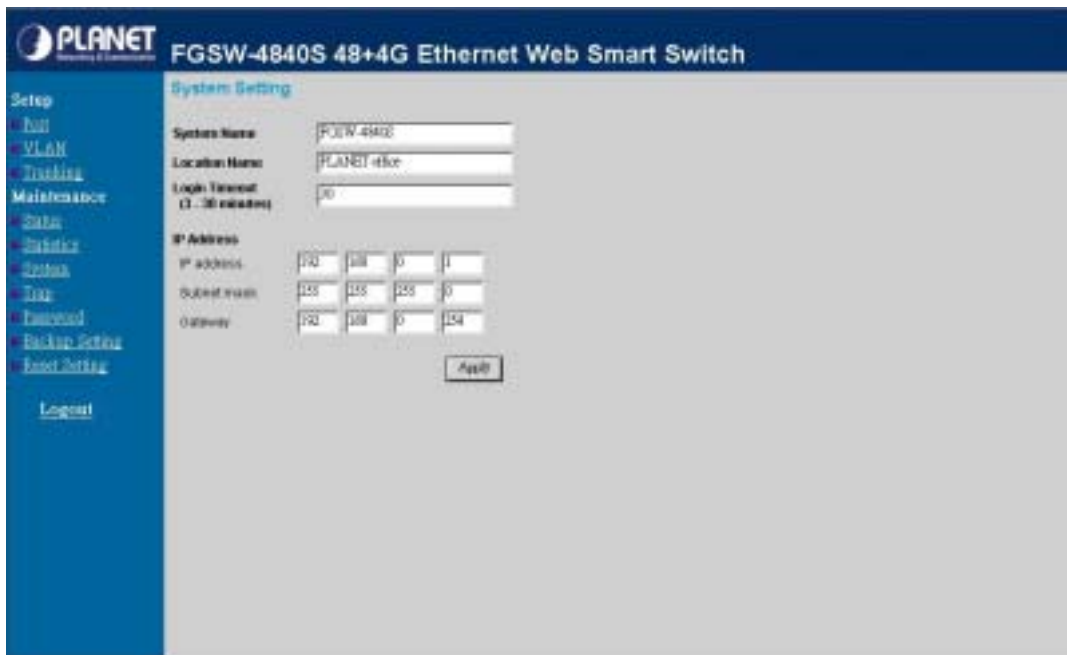 PLANET
Networking & Communication
FGSW-4840S 48+4G Ethernet Web Smart Switch
Setup
Port
VLAN
Trunking
Maintenance
Status
Statistics
System
Trap
Password
Backup Setting
Reset Setting
Logout
System Setting
System Name FGSW-4840S
Location Name PLANET office
Login Timeout 30
(3 - 30 minutes)
IP Address
IP address 192 168 0 1
Subnet mask 255 255 255 0
Gateway 192 168 0 254
Apply